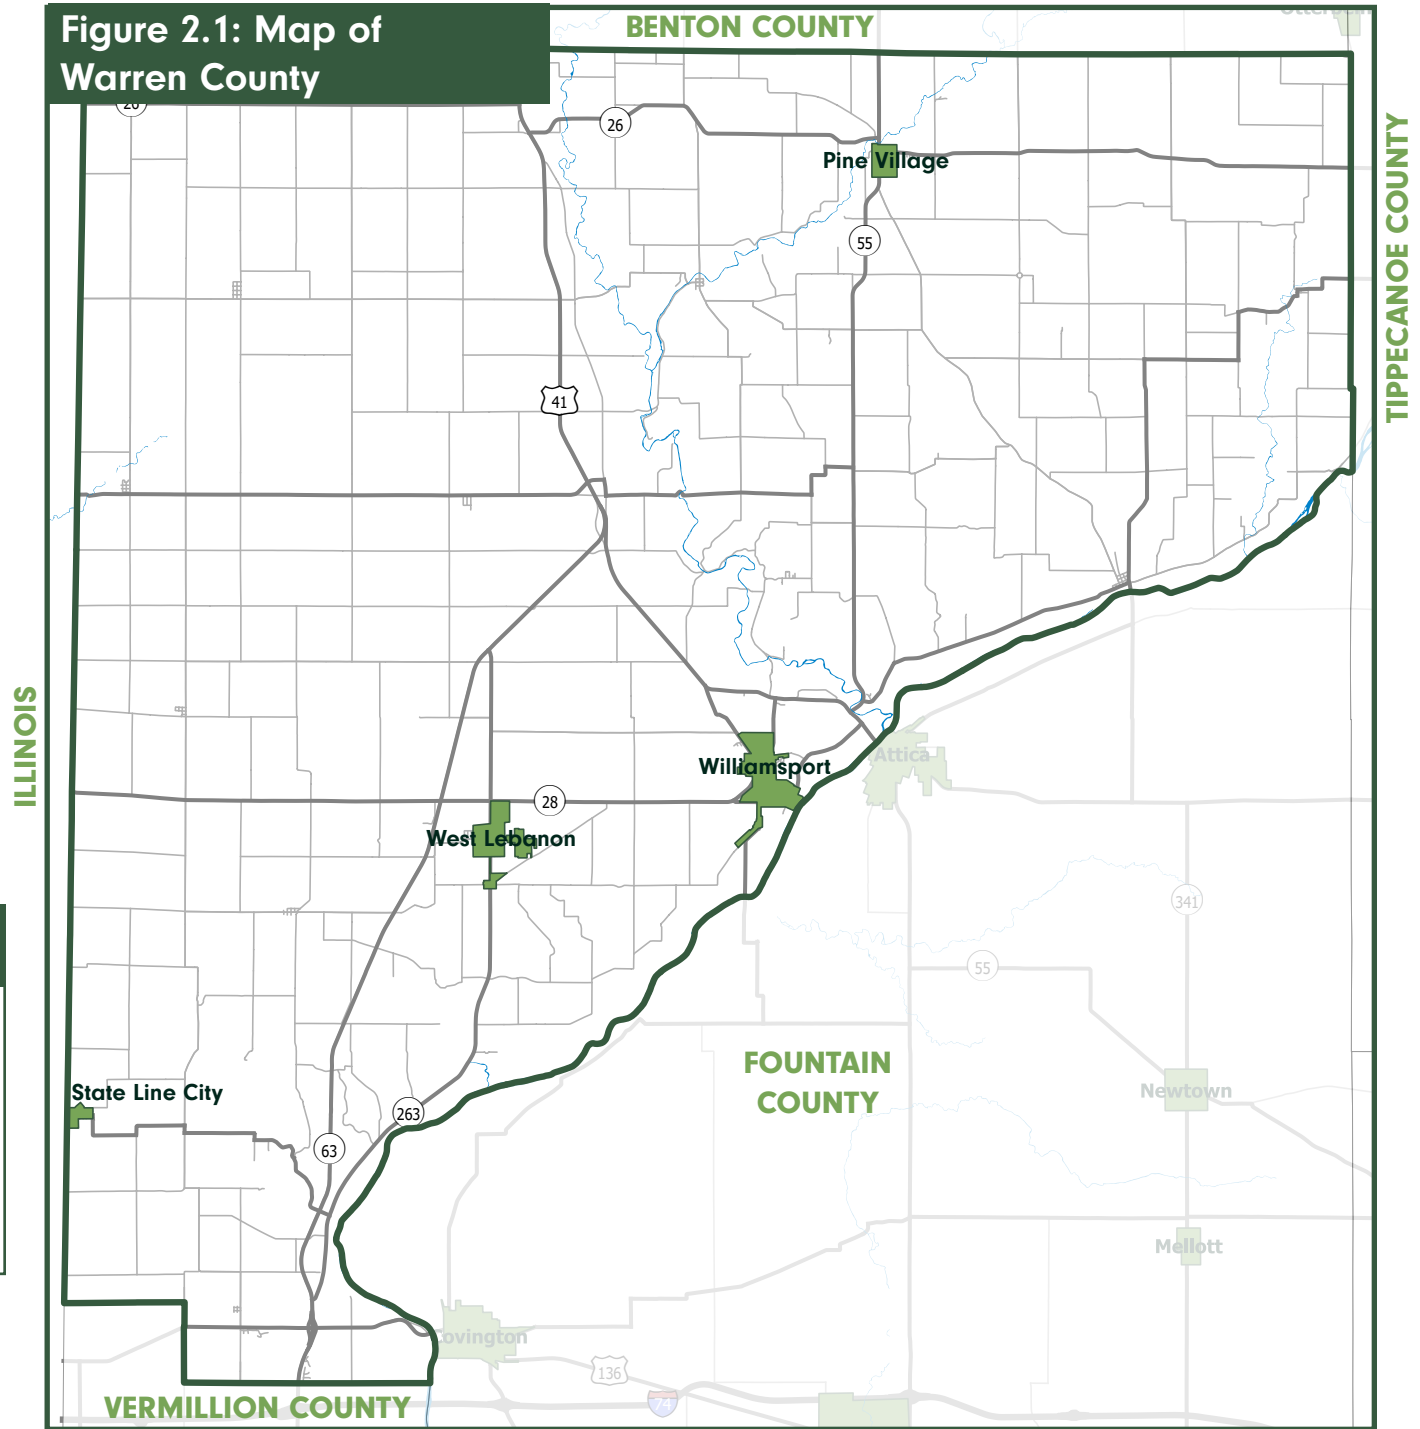 Figure 2.1: Map of
Warren County
BENTON COUNTY
26
26
Pine Village
55
TIPPECANOE COUNTY
41
ILLINOIS
Williamsport
Attica
28
West Lebanon
341
55
FOUNTAIN
COUNTY
Newtown
State Line City
263
63
Mellott
Covington
136
74
VERMILLION COUNTY